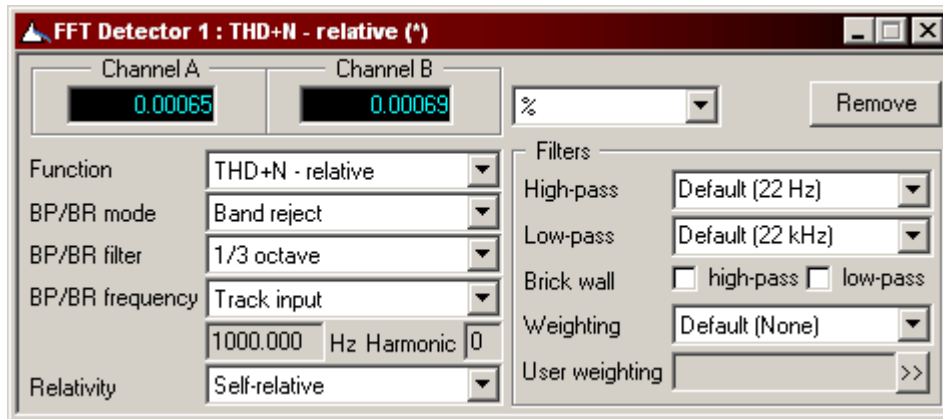 FFT Detector 1 : THD+N - relative (*)
Channel A Channel B
0.00065 0.00069 % Remove
Function THD+N - relative
BP/BR mode Band reject
BP/BR filter 1/3 octave
BP/BR frequency Track input
1000.000 Hz Harmonic 0
Relativity Self-relative
Filters
High-pass Default (22 Hz)
Low-pass Default (22 kHz)
Brick wall high-pass low-pass
Weighting Default (None)
User weighting >>